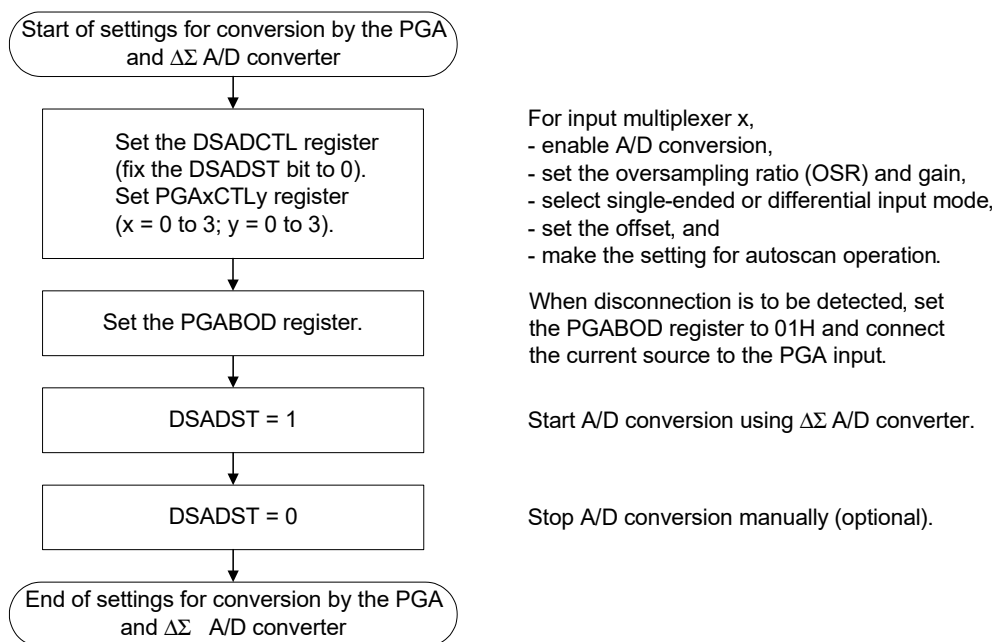 Start of settings for conversion by the PGA
and ΔΣ A/D converter
Set the DSADCTL register
(fix the DSADST bit to 0).
Set PGAxCTLy register
(x = 0 to 3; y = 0 to 3).
For input multiplexer x,
- enable A/D conversion,
- set the oversampling ratio (OSR) and gain,
- select single-ended or differential input mode,
- set the offset, and
- make the setting for autoscan operation.
Set the PGABOD register.
When disconnection is to be detected, set
the PGABOD register to 01H and connect
the current source to the PGA input.
DSADST = 1
Start A/D conversion using ΔΣ A/D converter.
DSADST = 0
Stop A/D conversion manually (optional).
End of settings for conversion by the PGA
and ΔΣ A/D converter